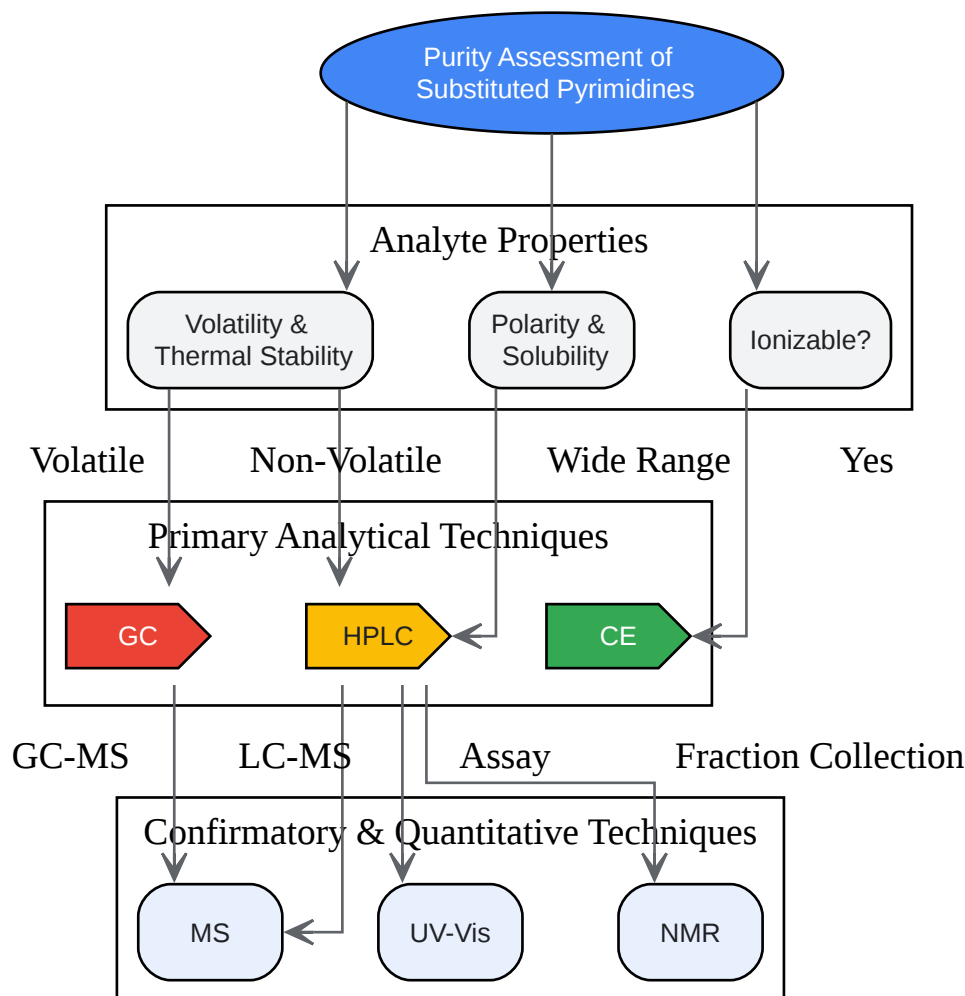 Purity Assessment of
Substituted Pyrimidines
Analyte Properties
Volatility &
Thermal Stability
Polarity &
Solubility
Ionizable?
Volatile
Non-Volatile
Wide Range
Yes
Primary Analytical Techniques
GC
HPLC
CE
GC-MS
LC-MS
Assay
Fraction Collection
Confirmatory & Quantitative Techniques
MS
UV-Vis
NMR